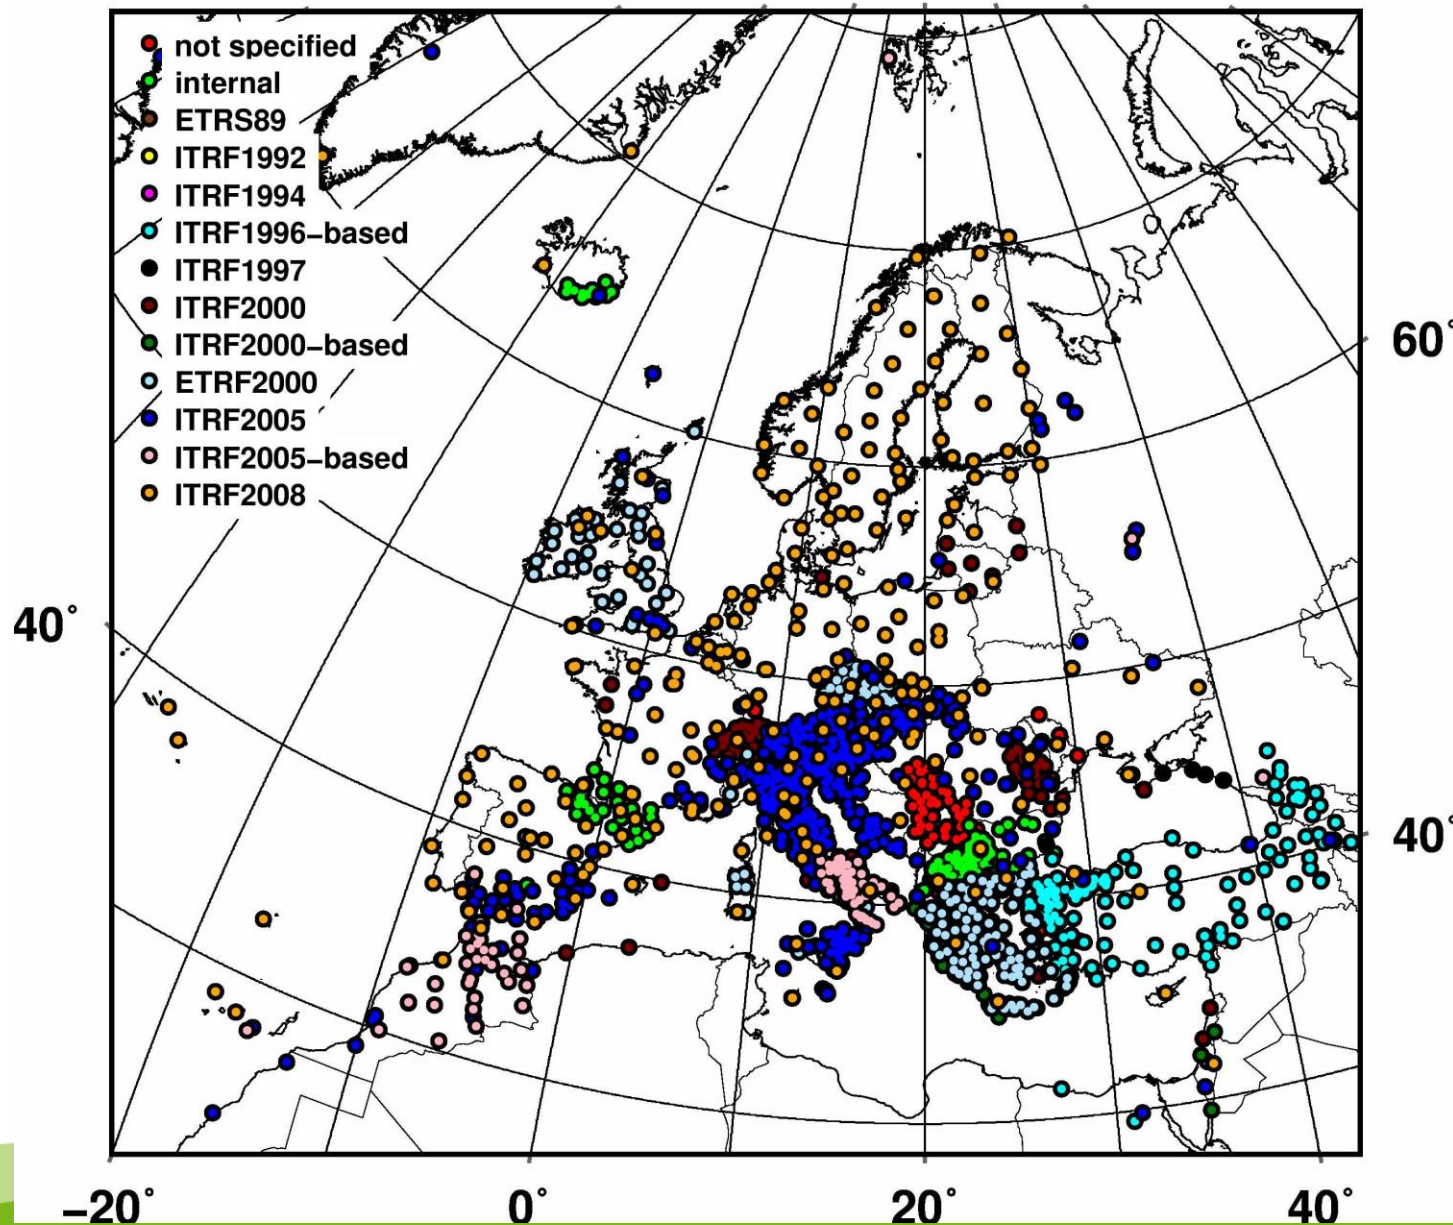 not specified
internal
ETRS89
ITRF1992
ITRF1994
ITRF1996-based
ITRF1997
ITRF2000
ITRF2000-based
ETRF2000
ITRF2005
ITRF2005-based
ITRF2008
60°
40°
40°
-20°
0°
20°
40°